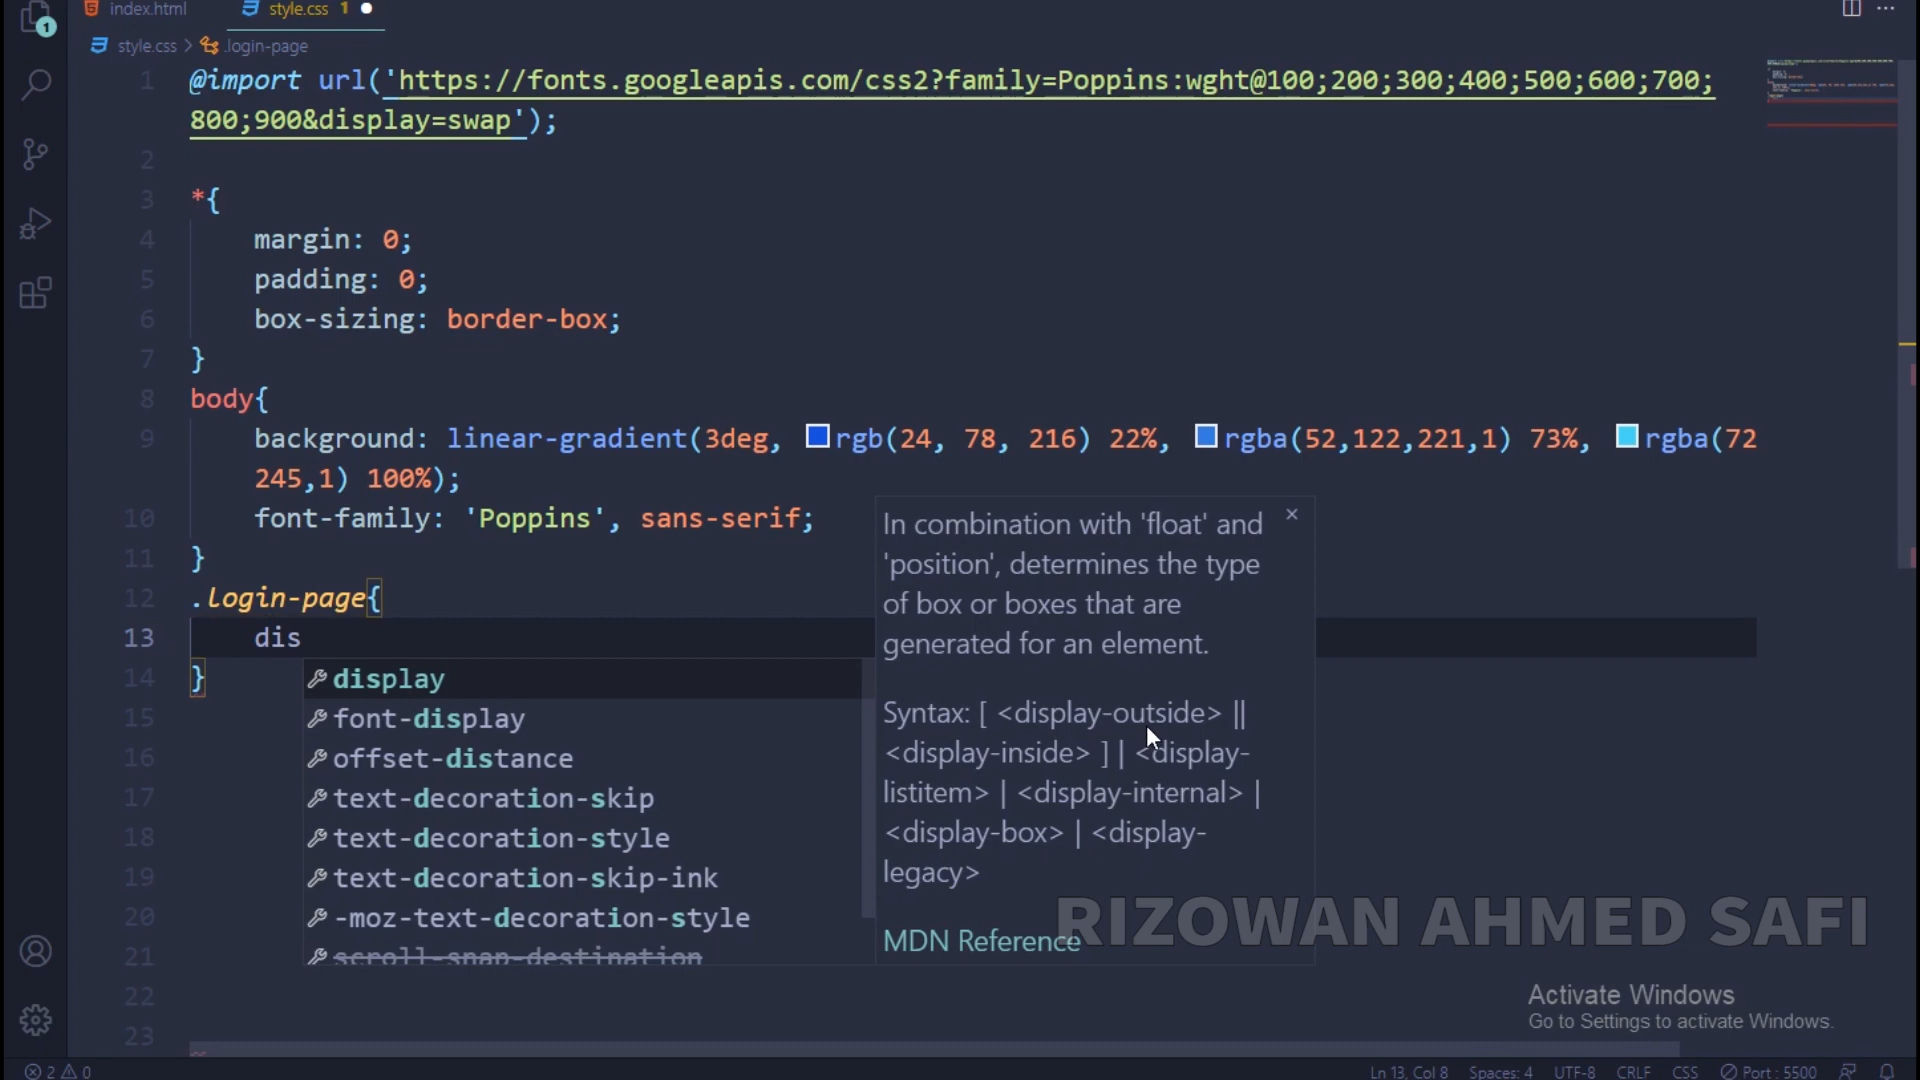 index.html
style.css 1
1
style.css > .login-page
1 @import url('https://fonts.googleapis.com/css2?family=Poppins:wght@100;200;300;400;500;600;700;
800;900&display=swap');
2
3 *{
4 margin: 0;
5 padding: 0;
6 box-sizing: border-box;
7 }
8 body{
9 background: linear-gradient(3deg, rgb(24, 78, 216) 22%, rgba(52,122,221,1) 73%, rgba(72
245,1) 100%);
10 font-family: 'Poppins', sans-serif;
11 }
12 .login-page{
13 dis
14 }
15
16
17
18
19
20
21
22
23
display
font-display
offset-distance
text-decoration-skip
text-decoration-style
text-decoration-skip-ink
-moz-text-decoration-style
scroll-snap-destination
In combination with 'float' and
'position', determines the type
of box or boxes that are
generated for an element.
Syntax: [ <display-outside> ||
<display-inside> ] | <display-
listitem> | <display-internal> |
<display-box> | <display-
legacy>
MDN Reference
RIZOWAN AHMED SAFI
Activate Windows
Go to Settings to activate Windows.
2 0
Ln 13, Col 8 Spaces: 4 UTF-8 CRLF CSS Port : 5500